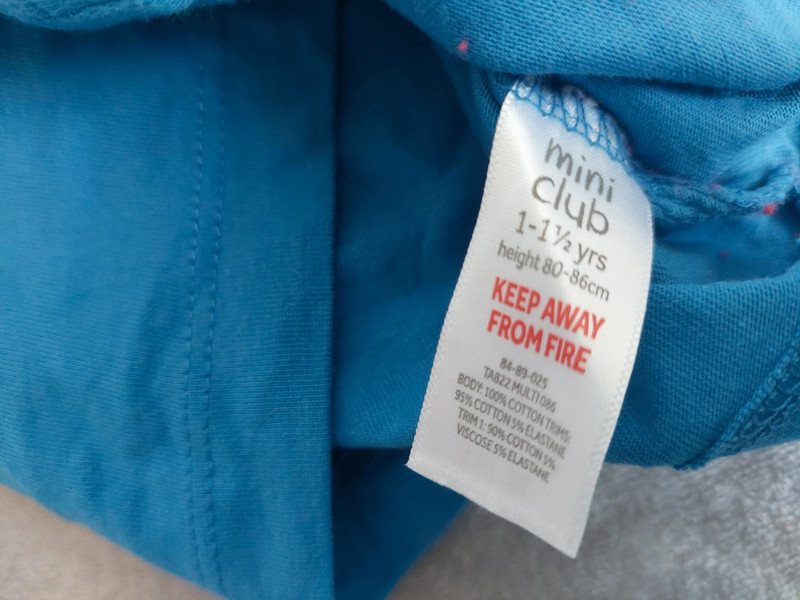 mini
club
1-1½ yrs
height 80-86cm
KEEP AWAY
FROM FIRE
84-89-025
TA822 MULTI 086
BODY: 100% COTTON TRIMS:
95% COTTON 5% ELASTANE
TRIM 1: 90% COTTON 5%
VISCOSE 5% ELASTANE